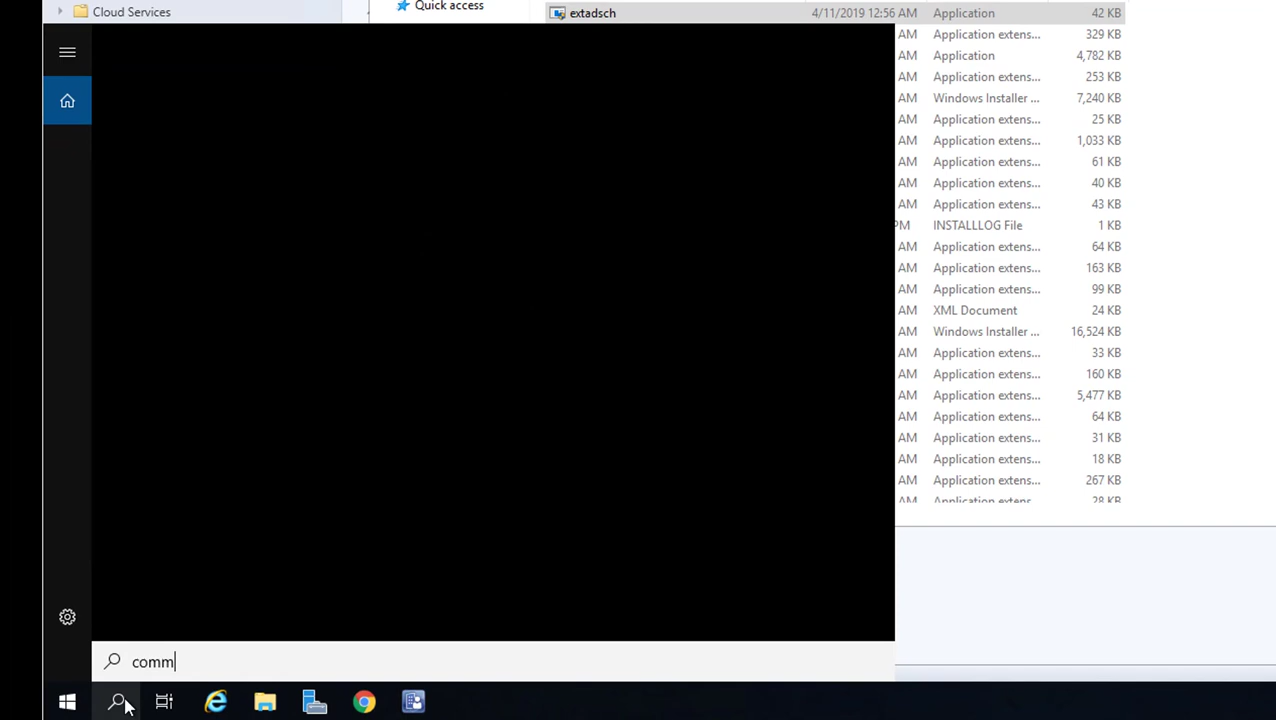 Cloud Services
Quick access
extadsch 4/11/2019 12:56 AM Application 42 KB
AM Application extens... 329 KB
AM Application 4,782 KB
AM Application extens... 253 KB
AM Windows Installer ... 7,240 KB
AM Application extens... 25 KB
AM Application extens... 1,033 KB
AM Application extens... 61 KB
AM Application extens... 40 KB
AM Application extens... 43 KB
PM INSTALLLOG File 1 KB
AM Application extens... 64 KB
AM Application extens... 163 KB
AM Application extens... 99 KB
AM XML Document 24 KB
AM Windows Installer ... 16,524 KB
AM Application extens... 33 KB
AM Application extens... 160 KB
AM Application extens... 5,477 KB
AM Application extens... 64 KB
AM Application extens... 31 KB
AM Application extens... 18 KB
AM Application extens... 267 KB
AM Application extens... 28 KB
comm